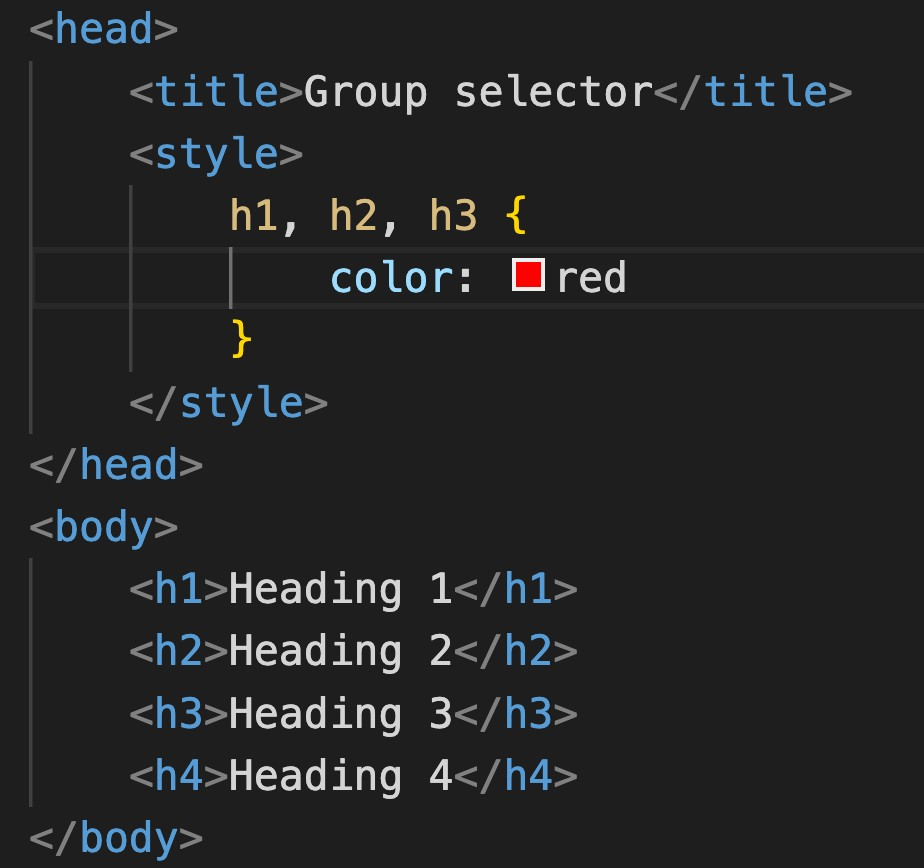 <head>
    <title>Group selector</title>
    <style>
        h1, h2, h3 {
            color: red
        }
    </style>
</head>
<body>
    <h1>Heading 1</h1>
    <h2>Heading 2</h2>
    <h3>Heading 3</h3>
    <h4>Heading 4</h4>
</body>